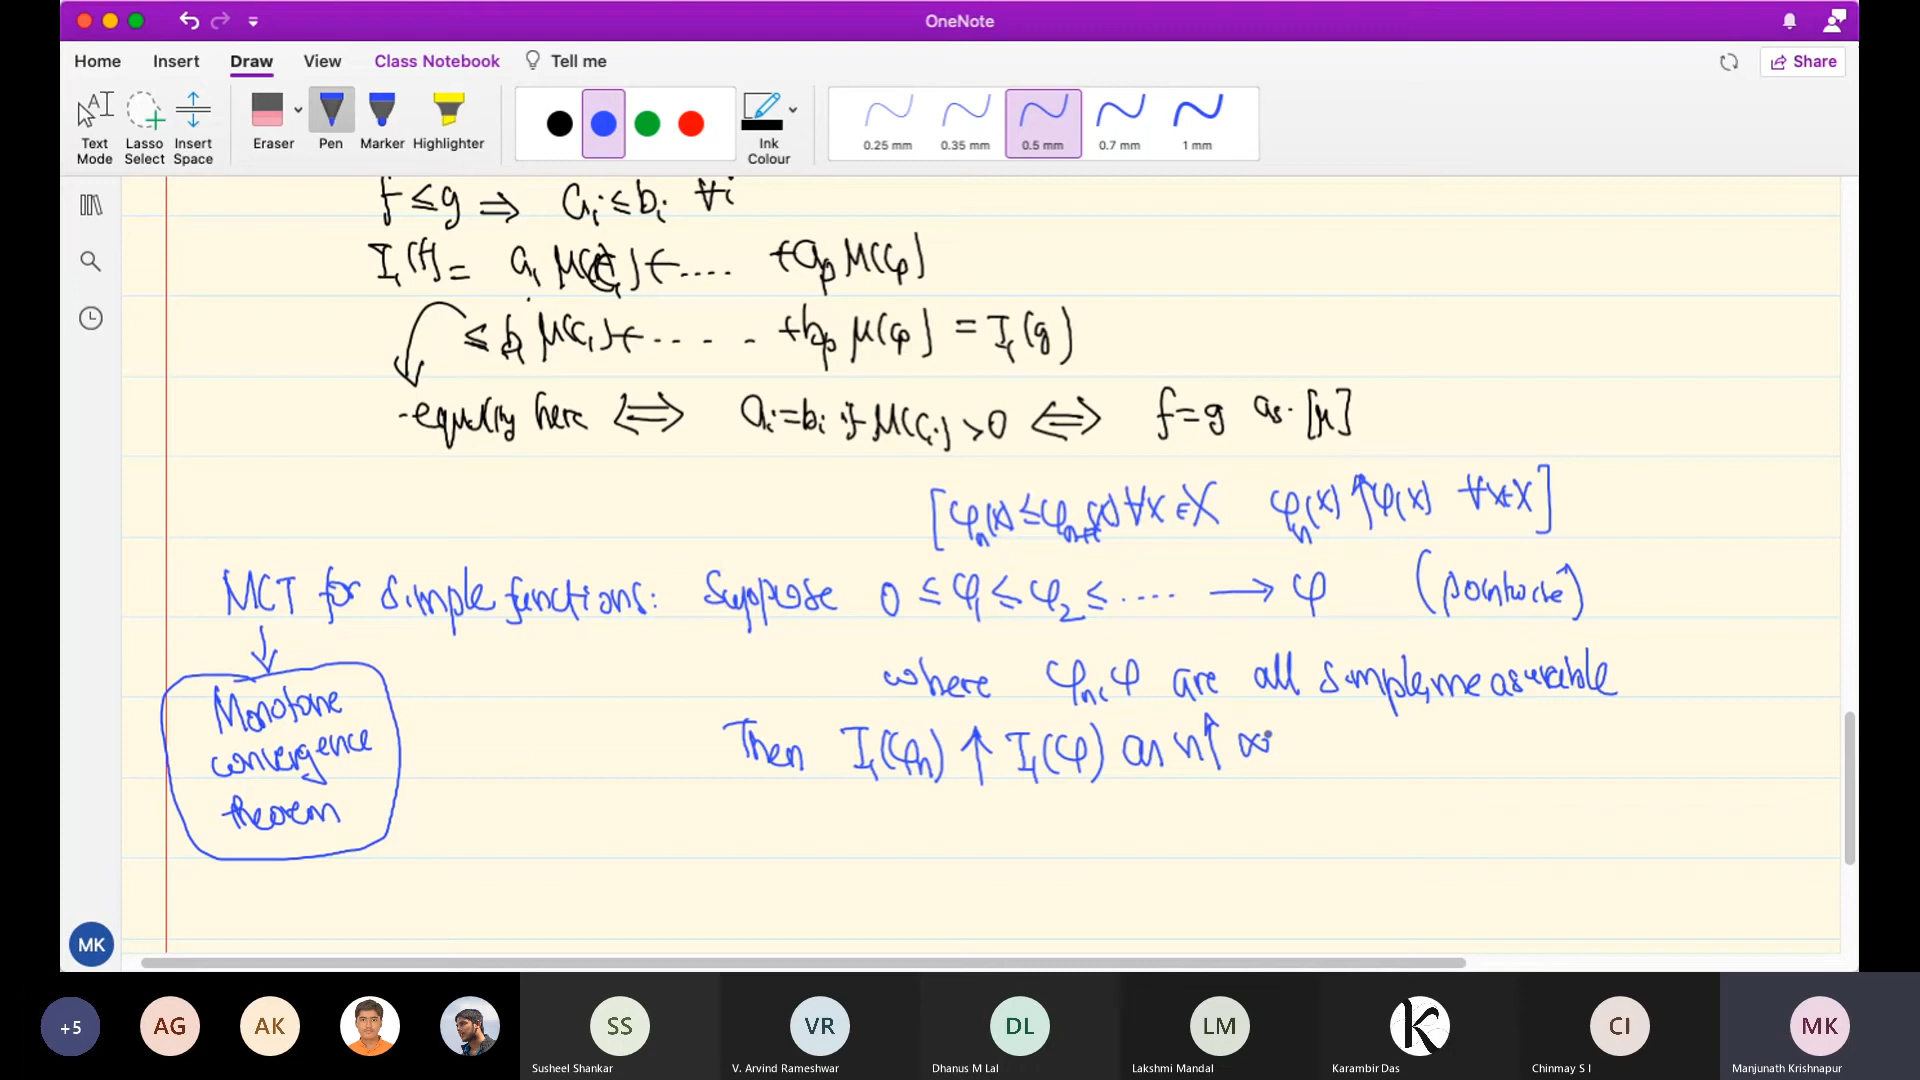 OneNote
Home Insert Draw View Class Notebook Tell me Share
Text Mode Lasso Select Insert Space Eraser Pen Marker Highlighter Ink Colour 0.25 mm 0.35 mm 0.5 mm 0.7 mm 1 mm
f ≤ g ⇒ a_i ≤ b_i ∀i
I_1(f) = a_1 μ(C_1) + .... + a_p μ(C_p)
≤ b_1 μ(C_1) + ..... + b_p μ(C_p) = I_1(g)
- equality here ⟺ a_i = b_i if μ(C_i) > 0 ⟺ f = g a.s. [μ]
[φ_n(x) ≤ φ_{n+1}(x) ∀x ∈ X φ_n(x) ↑ φ(x) ∀x∈X]
MCT for simple functions: Suppose 0 ≤ φ_1 ≤ φ_2 ≤ .... → φ (pointwise)
where φ_n, φ are all simple, measurable
Then I_1(φ_n) ↑ I_1(φ) as n↑∞
Monotone
convergence
theorem
MK
+5 AG AK SS VR DL LM K CI MK
Susheel Shankar V. Arvind Rameshwar Dhanus M Lal Lakshmi Mandal Karambir Das Chinmay S I Manjunath Krishnapur